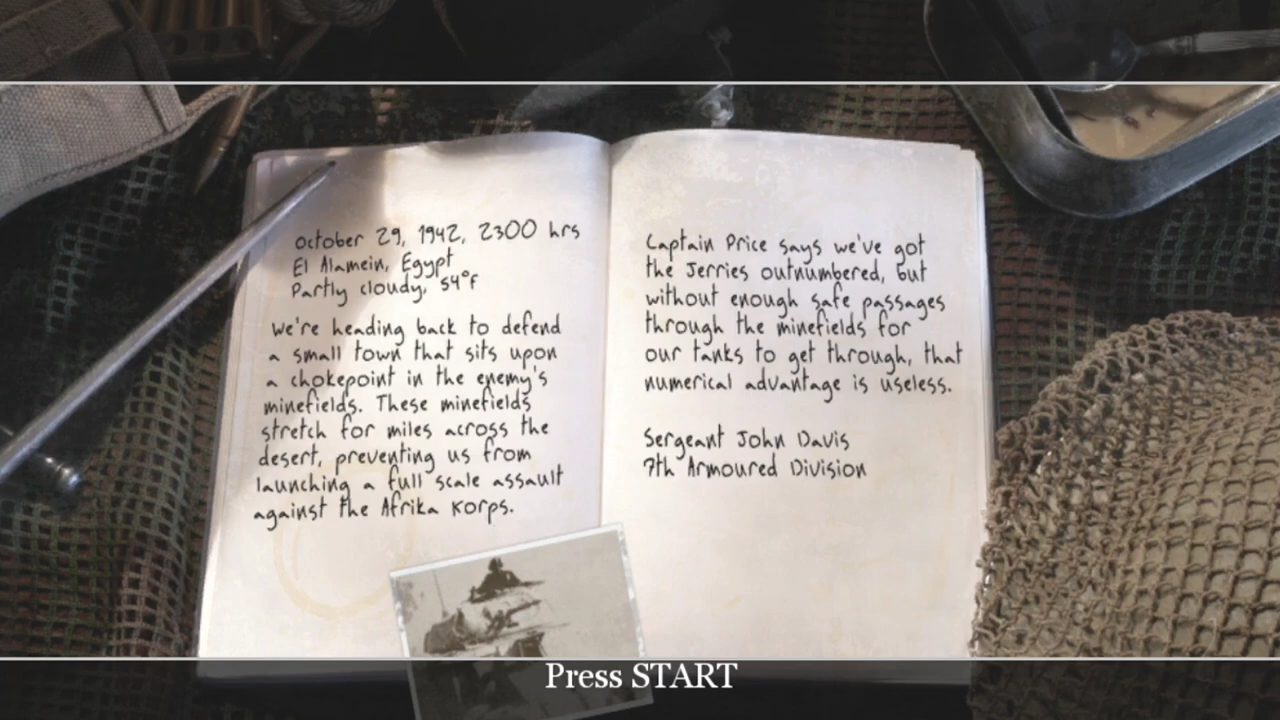 October 29, 1942, 2300 hrs
El Alamein, Egypt
Partly cloudy, 54°F
We're heading back to defend
a small town that sits upon
a chokepoint in the enemy's
minefields. These minefields
stretch for miles across the
desert, preventing us from
launching a full scale assault
against the Afrika Korps.
Captain Price says we've got
the Jerries outnumbered, but
without enough safe passages
through the minefields for
our tanks to get through, that
numerical advantage is useless.
Sergeant John Davis
7th Armoured Division
Press START